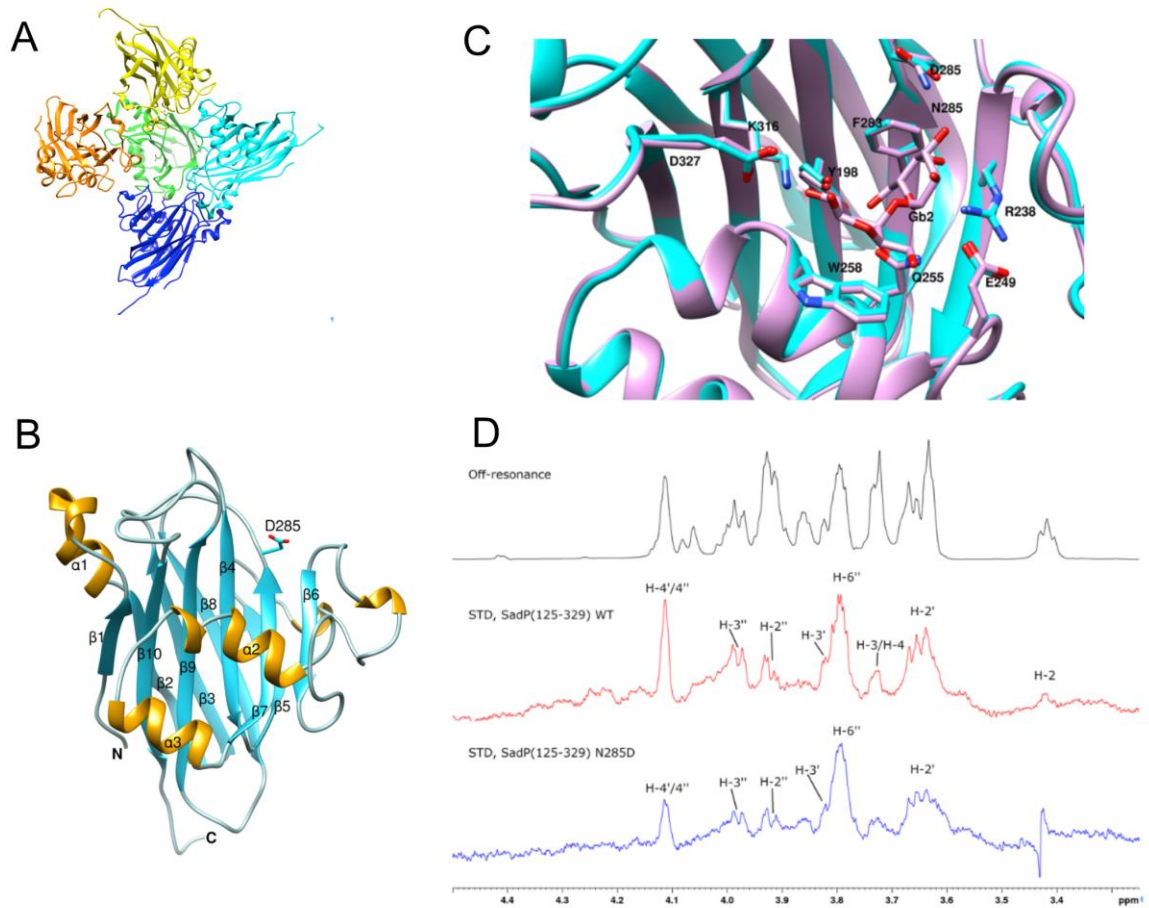 A
C
D285
N285
F283
K316
D327
Y198
Gb2
R238
W258
Q255
E249
B
D285
α1
β4
β6
β8
β1
α2
β10
β9
β2
β3
β5
β7
α3
N
C
D
Off-resonance
H-6''
H-4'/4''
STD, SadP(125-329) WT
H-3''
H-2''
H-3'
H-2'
H-3/H-4
H-2
H-6''
STD, SadP(125-329) N285D
H-4'/4''
H-3''
H-2''
H-3'
H-2'
4.4 4.3 4.2 4.1 4.0 3.9 3.8 3.7 3.6 3.5 3.4 ppm